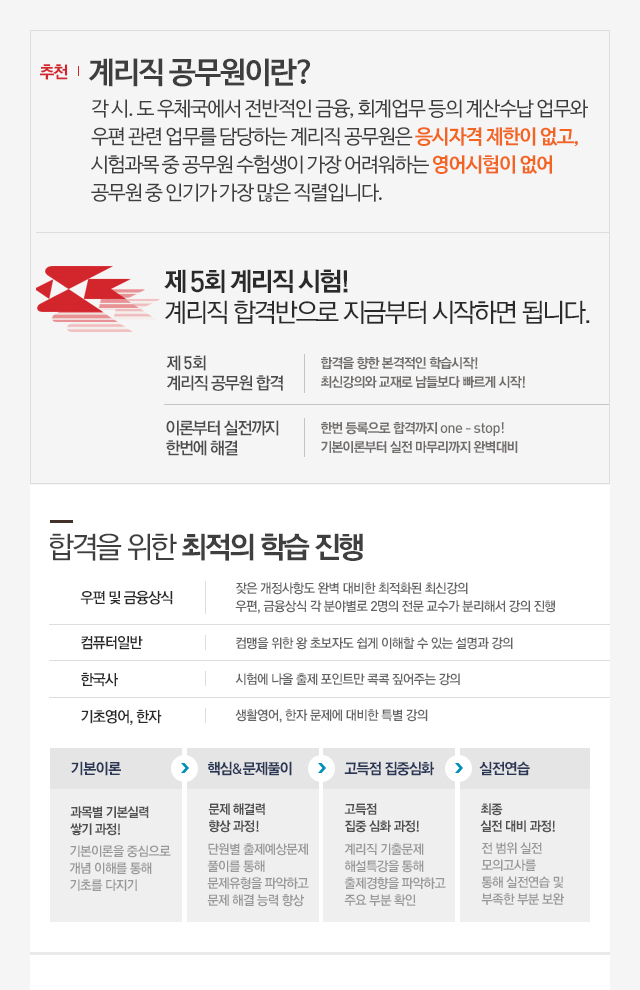 추천 계리직 공무원이란?
각 시. 도 우체국에서 전반적인 금융, 회계업무 등의 계산수납 업무와
우편 관련 업무를 담당하는 계리직 공무원은 응시자격 제한이 없고,
시험과목 중 공무원 수험생이 가장 어려워하는 영어시험이 없어
공무원 중 인기가 가장 많은 직렬입니다.
제 5회 계리직 시험!
계리직 합격반으로 지금부터 시작하면 됩니다.
제 5회
계리직 공무원 합격
합격을 향한 본격적인 학습시작!
최신강의와 교재로 남들보다 빠르게 시작!
이론부터 실전까지
한번에 해결
한번 등록으로 합격까지 one - stop!
기본이론부터 실전 마무리까지 완벽대비
합격을 위한 최적의 학습 진행
우편 및 금융상식
잦은 개정사항도 완벽 대비한 최적화된 최신강의
우편, 금융상식 각 분야별로 2명의 전문 교수가 분리해서 강의 진행
컴퓨터일반
컴맹을 위한 왕 초보자도 쉽게 이해할 수 있는 설명과 강의
한국사
시험에 나올 출제 포인트만 콕콕 짚어주는 강의
기초영어, 한자
생활영어, 한자 문제에 대비한 특별 강의
기본이론
과목별 기본실력
쌓기 과정!
기본이론을 중심으로
개념 이해를 통해
기초를 다지기
핵심&문제풀이
문제 해결력
향상 과정!
단원별 출제예상문제
풀이를 통해
문제유형을 파악하고
문제 해결 능력 향상
고득점 집중심화
고득점
집중 심화 과정!
계리직 기출문제
해설특강을 통해
출제경향을 파악하고
주요 부분 확인
실전연습
최종
실전 대비 과정!
전 범위 실전
모의고사를
통해 실전연습 및
부족한 부분 보완